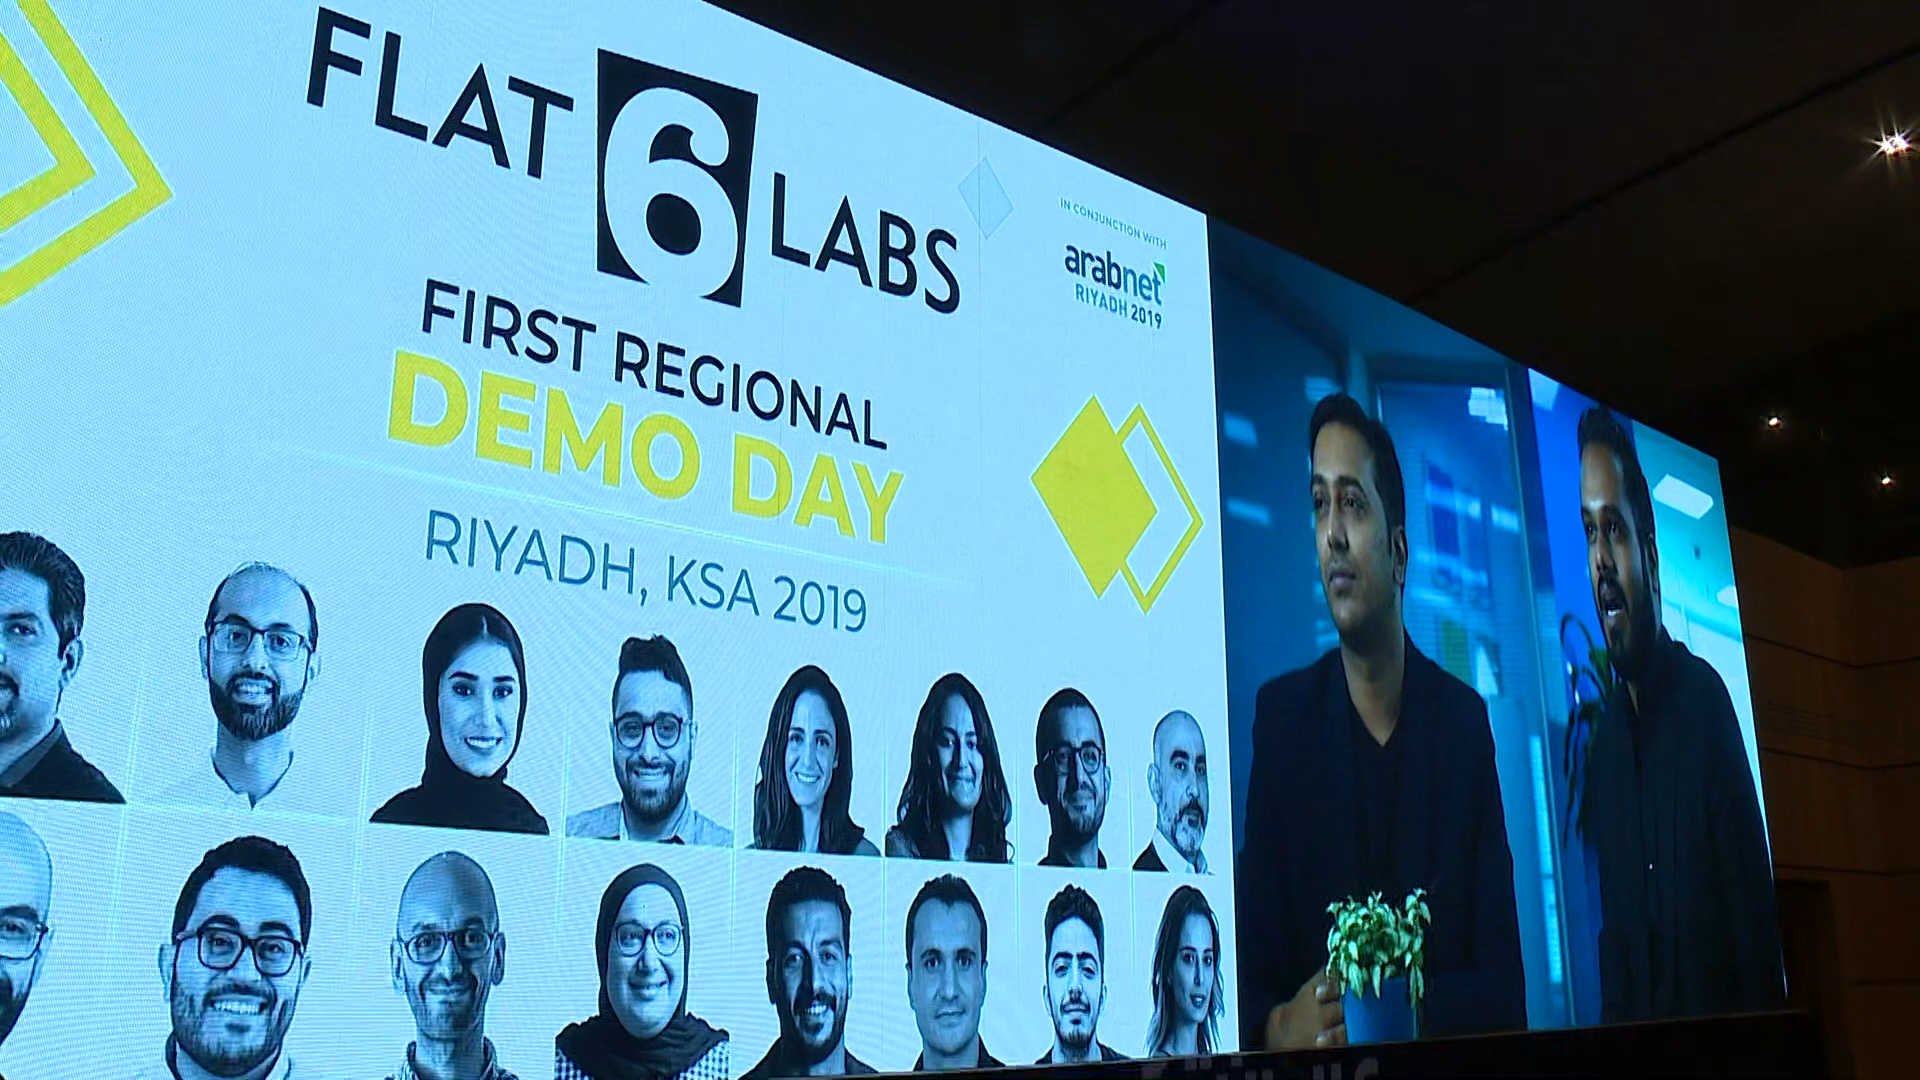 FLAT 6 LABS
IN CONJUNCTION WITH
arabnet
RIYADH 2019
FIRST REGIONAL
DEMO DAY
RIYADH, KSA 2019